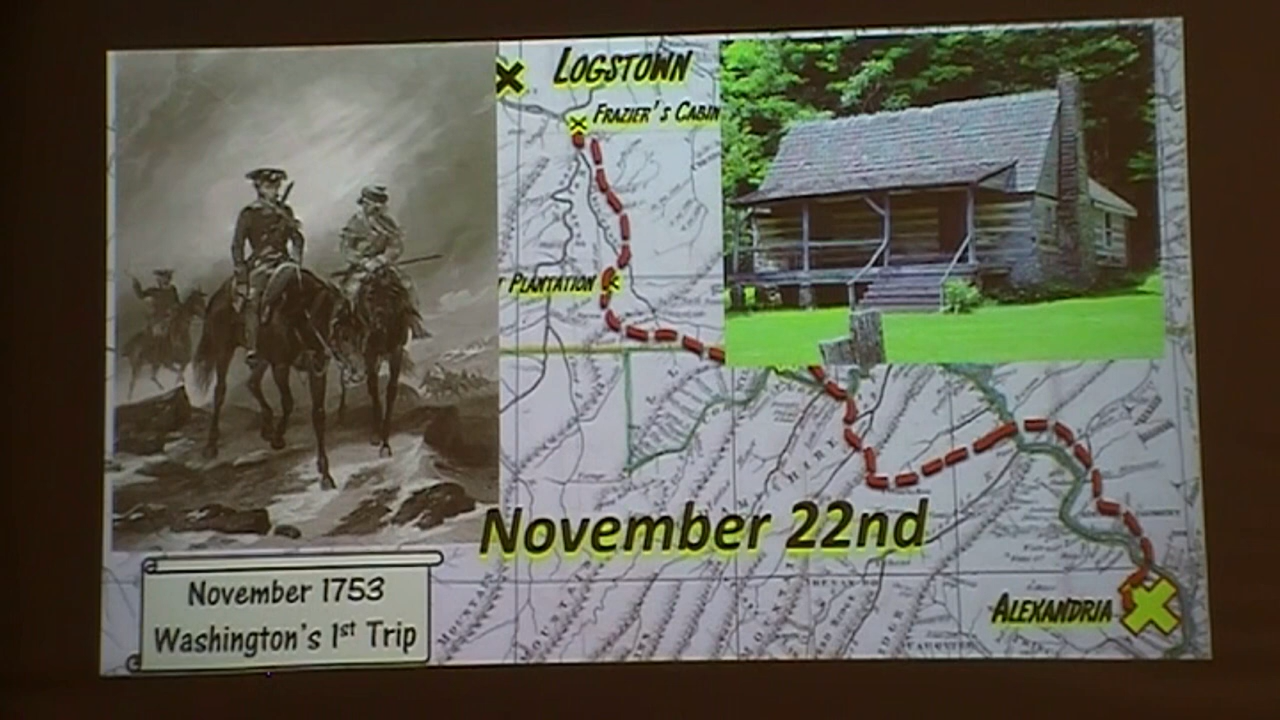 LOGSTOWN
FRAZIER'S CABIN
T PLANTATION
November 22nd
November 1753
Washington's 1st Trip
ALEXANDRIA